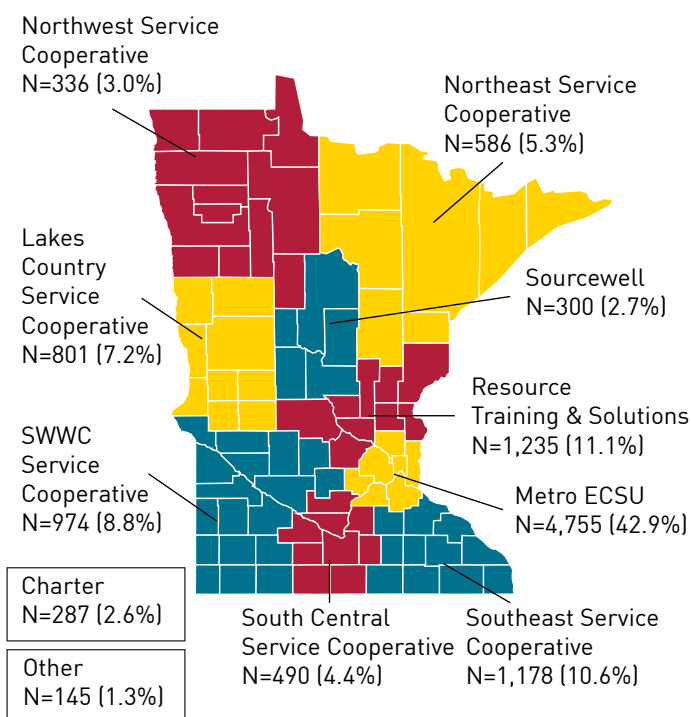 Northwest Service
Cooperative
N=336 (3.0%)
Northeast Service
Cooperative
N=586 (5.3%)
Lakes
Country
Service
Cooperative
N=801 (7.2%)
Sourcewell
N=300 (2.7%)
Resource
Training & Solutions
N=1,235 (11.1%)
SWWC
Service
Cooperative
N=974 (8.8%)
Metro ECSU
N=4,755 (42.9%)
Charter
N=287 (2.6%)
Other
N=145 (1.3%)
South Central
Service Cooperative
N=490 (4.4%)
Southeast Service
Cooperative
N=1,178 (10.6%)